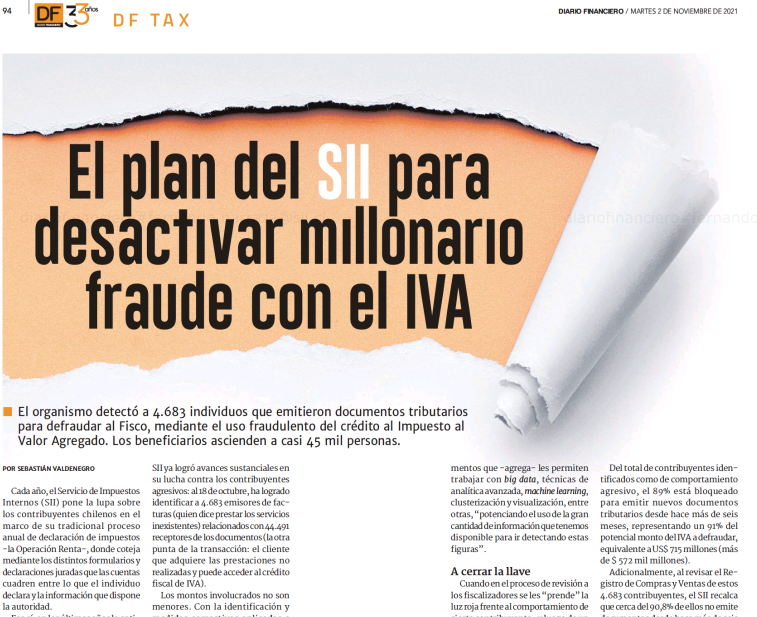 94
DF 33 años
DF TAX
DIARIO FINANCIERO / MARTES 2 DE NOVIEMBRE DE 2021
El plan del SII para
desactivar millonario
fraude con el IVA
El organismo detectó a 4.683 individuos que emitieron documentos tributarios
para defraudar al Fisco, mediante el uso fraudulento del crédito al Impuesto al
Valor Agregado. Los beneficiarios ascienden a casi 45 mil personas.
POR SEBASTIÁN VALDENEGRO
Cada año, el Servicio de Impuestos
Internos (SII) pone la lupa sobre
los contribuyentes chilenos en el
marco de su tradicional proceso
anual de declaración de impuestos
-la Operación Renta-, donde coteja
mediante los distintos formularios y
declaraciones juradas que las cuentas
cuadren entre lo que el individuo
declara y la información que dispone
la autoridad.
SII ya logró avances sustanciales en
su lucha contra los contribuyentes
agresivos: al 18 de octubre, ha logrado
identificar a 4.683 emisores de fac-
turas (quien dice prestar los servicios
inexistentes) relacionados con 44.491
receptores de los documentos (la otra
punta de la transacción: el cliente
que adquiere las prestaciones no
realizadas y puede acceder al crédito
fiscal de IVA).
Los montos involucrados no son
menores. Con la identificación y
mentos que -agrega- les permiten
trabajar con big data, técnicas de
analítica avanzada, machine learning,
clusterización y visualización, entre
otras, “potenciando el uso de la gran
cantidad de información que tenemos
disponible para ir detectando estas
figuras”.
A cerrar la llave
Cuando en el proceso de revisión a
los fiscalizadores se les “prende” la
luz roja frente al comportamiento de
Del total de contribuyentes iden-
tificados como de comportamiento
agresivo, el 89% está bloqueado
para emitir nuevos documentos
tributarios desde hace más de seis
meses, representando un 91% del
potencial monto del IVA a defraudar,
equivalente a US$ 715 millones (más
de $ 572 mil millones).
Adicionalmente, al revisar el Re-
gistro de Compras y Ventas de estos
4.683 contribuyentes, el SII recalca
que cerca del 90,8% de ellos no emite